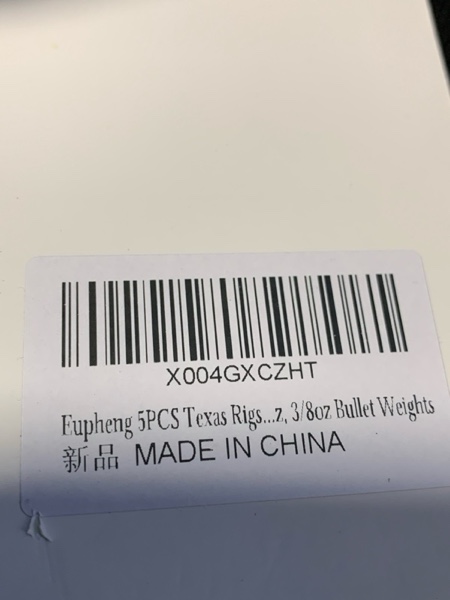 X004GXCZHT
Eupheng 5PCS Texas Rigs...z, 3/8oz Bullet Weights
新品 MADE IN CHINA